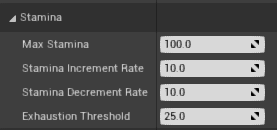 Stamina
Max Stamina 100.0
Stamina Increment Rate 10.0
Stamina Decrement Rate 10.0
Exhaustion Threshold 25.0